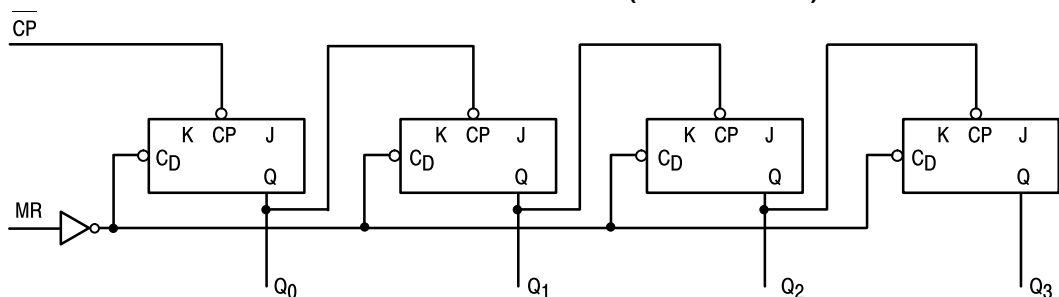 CP
K CP J K CP J K CP J K CP J
CD CD CD CD
Q Q Q Q
MR
Q0 Q1 Q2 Q3